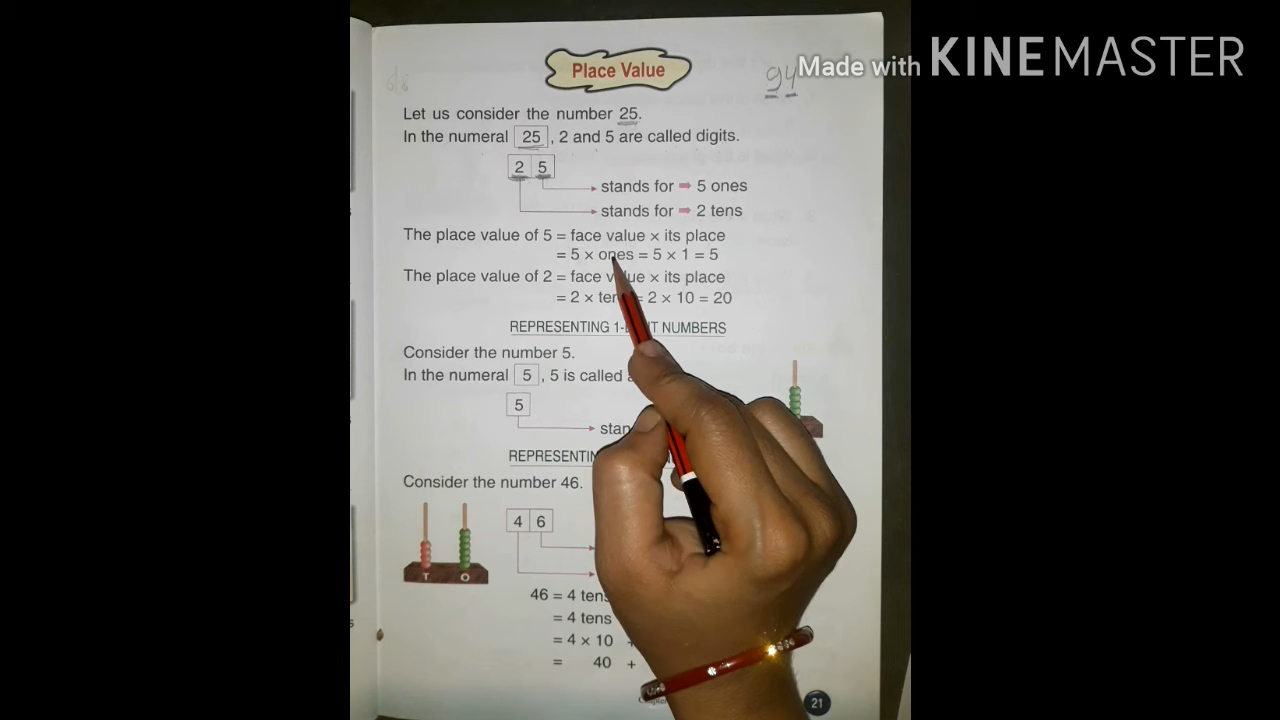 Made with KINEMASTER
Place Value
94
Let us consider the number 25.
In the numeral 25, 2 and 5 are called digits.
2 5
stands for ➡ 5 ones
stands for ➡ 2 tens
The place value of 5 = face value × its place
= 5 × ones = 5 × 1 = 5
The place value of 2 = face value × its place
= 2 × ten = 2 × 10 = 20
REPRESENTING 1- NUMBERS
Consider the number 5.
In the numeral 5, 5 is called
5
stan
REPRESENTIN
Consider the number 46.
4 6
T O
46 = 4 tens
= 4 tens
= 4 × 10 +
= 40 +
21